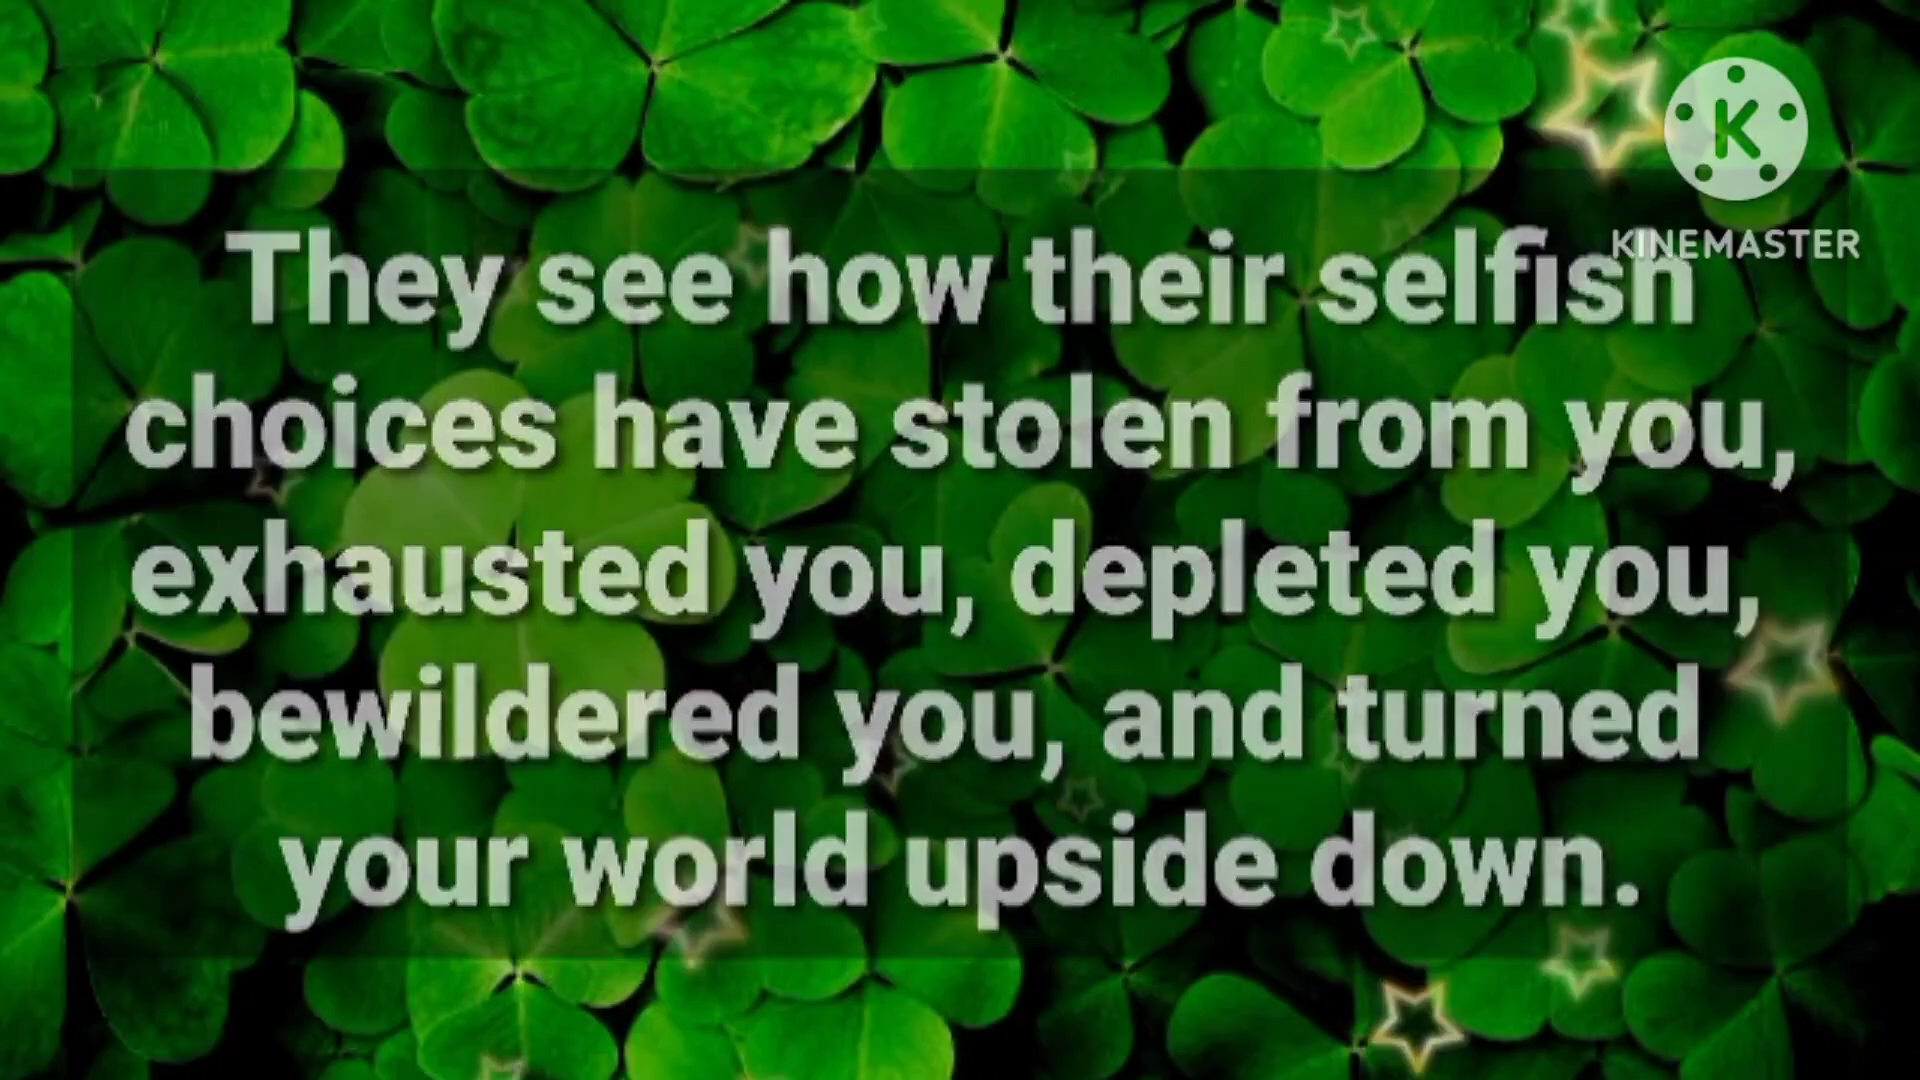 KINEMASTER
They see how their selfish
choices have stolen from you,
exhausted you, depleted you,
bewildered you, and turned
your world upside down.